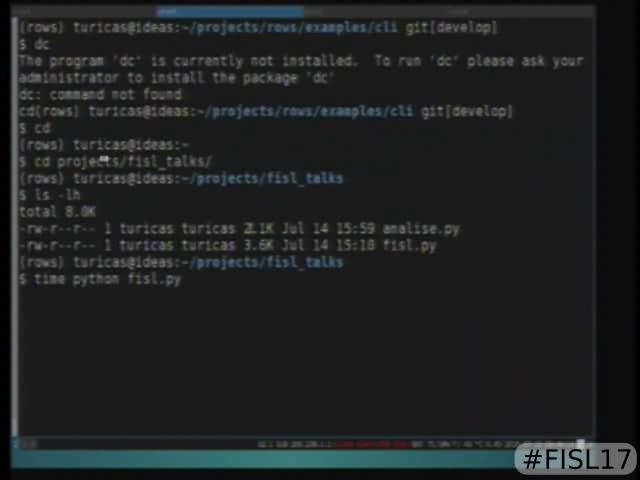 (rows) turicas@ideas:~/projects/rows/examples/cli git[develop]
$ dc
The program 'dc' is currently not installed.  To run 'dc' please ask your
administrator to install the package 'dc'
dc: command not found
cd(rows) turicas@ideas:~/projects/rows/examples/cli git[develop]
$ cd
(rows) turicas@ideas:~
$ cd projects/fisl_talks/
(rows) turicas@ideas:~/projects/fisl_talks
$ ls -lh
total 8.0K
-rw-r--r-- 1 turicas turicas 2.1K Jul 14 15:59 analise.py
-rw-r--r-- 1 turicas turicas 3.6K Jul 14 15:10 fisl.py
(rows) turicas@ideas:~/projects/fisl_talks
$ time python fisl.py
#FISL17